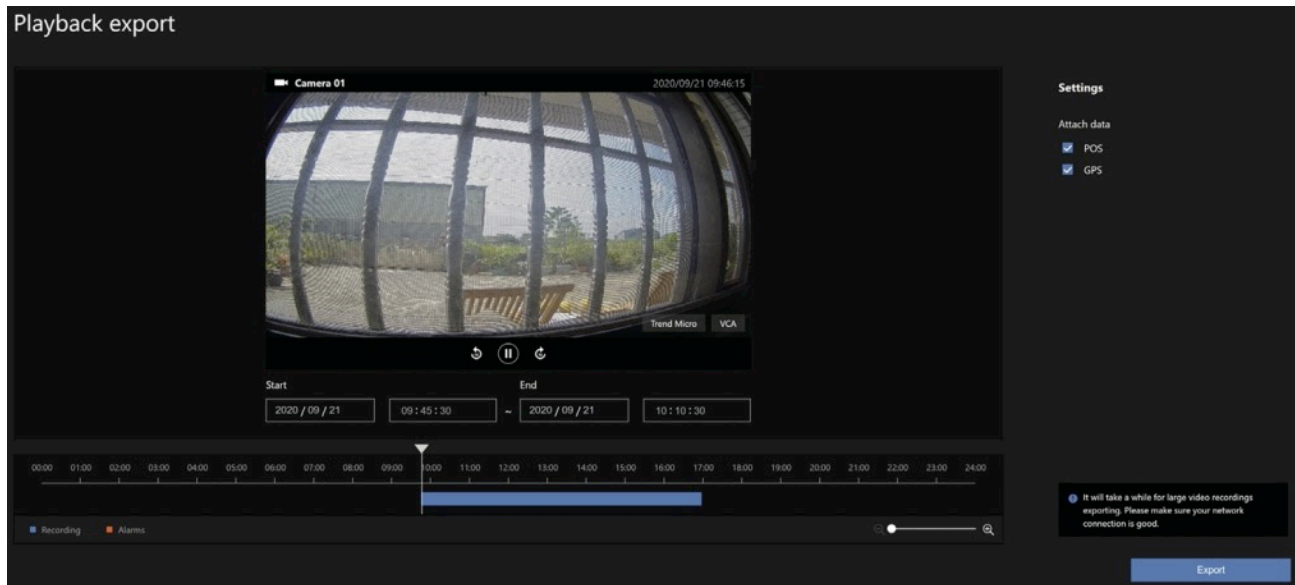 Playback export
Camera 01
2020/09/21 09:46:15
Settings
Attach data
POS
GPS
Trend Micro
VCA
Start
End
2020 / 09 / 21
09 : 45 : 30
~
2020 / 09 / 21
10 : 10 : 30
00:00 01:00 02:00 03:00 04:00 05:00 06:00 07:00 08:00 09:00 10:00 11:00 12:00 13:00 14:00 15:00 16:00 17:00 18:00 19:00 20:00 21:00 22:00 23:00 24:00
Recording
Alarms
It will take a while for large video recordings
exporting. Please make sure your network
connection is good.
Export